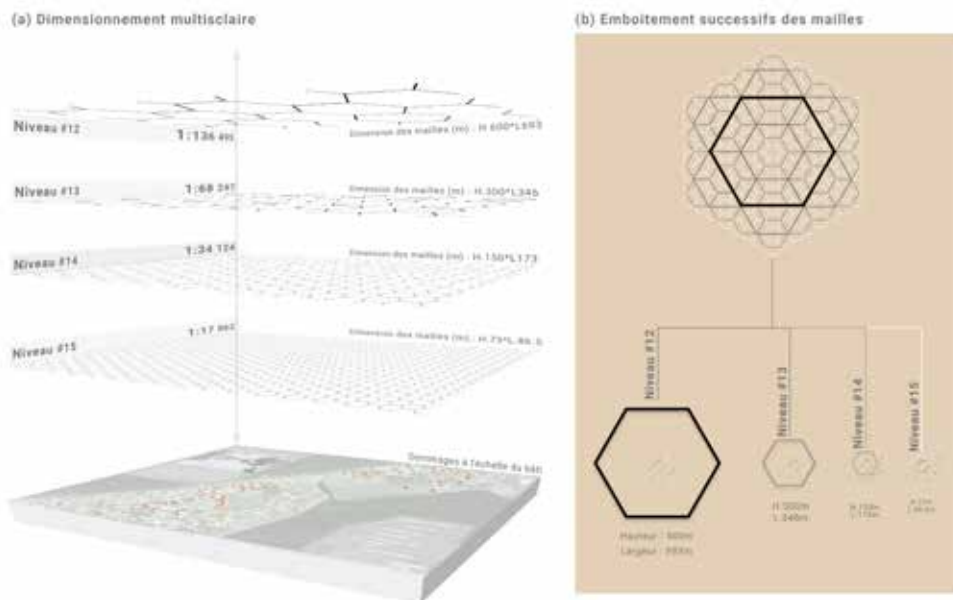 (a) Dimensionnement multisclaire
Niveau #12
1:136 495
Dimension des mailles (m) : H.600*L693
Niveau #13
1:68 247
Dimension des mailles (m) : H.300*L346
Niveau #14
1:34 124
Dimension des mailles (m) : H.150*L173
Niveau #15
1:17 062
Dimension des mailles (m) : H.75*L.86.5
Dommages à l'échelle du bâti
(b) Emboitement successifs des mailles
Niveau #12
Niveau #13
Niveau #14
Niveau #15
Hauteur : 600m
Largeur : 693m
H.300m
L.346m
H.150m
L.173m